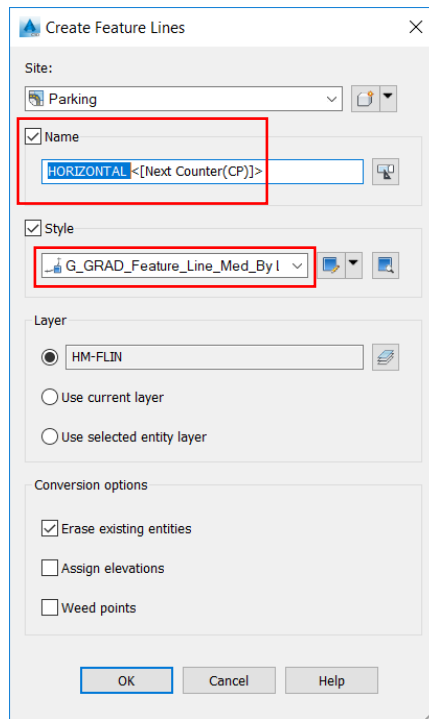 Create Feature Lines
Site:
Parking
Name
HORIZONTAL <[Next Counter(CP)]>
Style
G_GRAD_Feature_Line_Med_By L
Layer
HM-FLIN
Use current layer
Use selected entity layer
Conversion options
Erase existing entities
Assign elevations
Weed points
OK Cancel Help